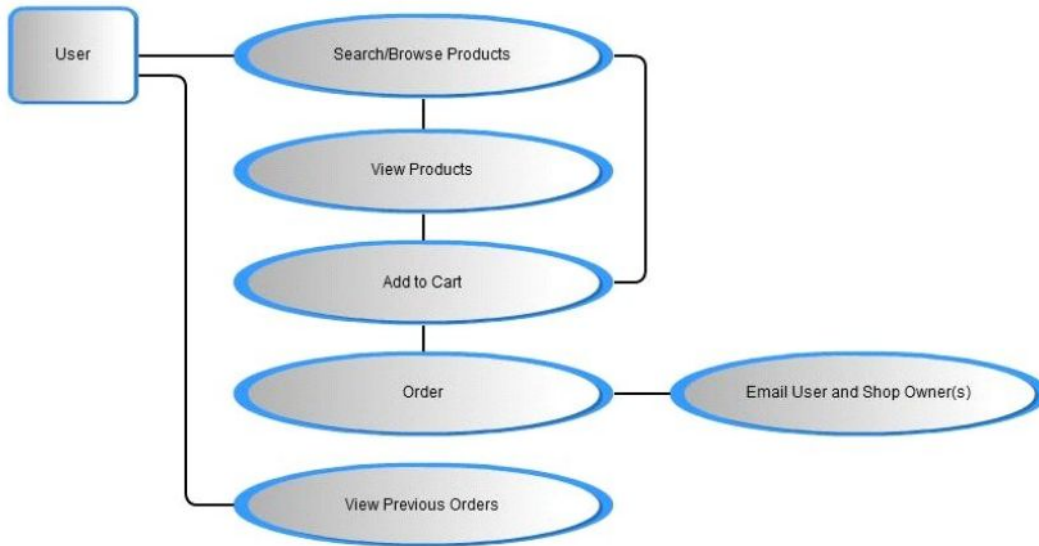 User
Search/Browse Products
View Products
Add to Cart
Order
Email User and Shop Owner(s)
View Previous Orders